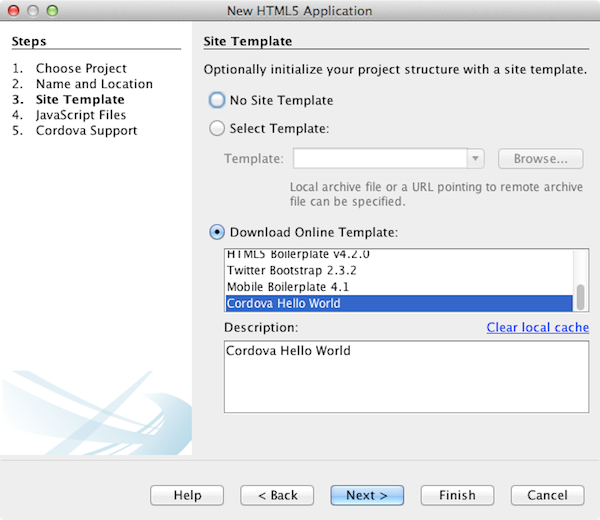 New HTML5 Application
Steps
1. Choose Project
2. Name and Location
3. Site Template
4. JavaScript Files
5. Cordova Support
Site Template
Optionally initialize your project structure with a site template.
No Site Template
Select Template:
Template:
Browse...
Local archive file or a URL pointing to remote archive
file can be specified.
Download Online Template:
HTML5 Boilerplate v4.2.0
Twitter Bootstrap 2.3.2
Mobile Boilerplate 4.1
Cordova Hello World
Description:
Clear local cache
Cordova Hello World
Help
< Back
Next >
Finish
Cancel